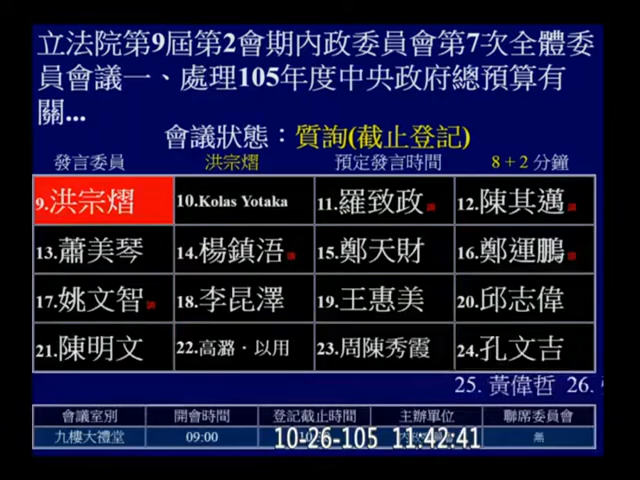 立法院第9屆第2會期內政委員會第7次全體委
員會議一、處理105年度中央政府總預算有
關...
會議狀態：質詢(截止登記)
發言委員 洪宗熠 預定發言時間 8 + 2 分鐘
9.洪宗熠 10.Kolas Yotaka 11.羅致政 12.陳其邁
13.蕭美琴 14.楊鎮浯 15.鄭天財 16.鄭運鵬
17.姚文智 18.李昆澤 19.王惠美 20.邱志偉
21.陳明文 22.高潞．以用 23.周陳秀霞 24.孔文吉
25. 黃偉哲 26.
會議室別 開會時間 登記截止時間 主辦單位 聯席委員會
九樓大禮堂 09:00 無
10-26-105 11:42:41